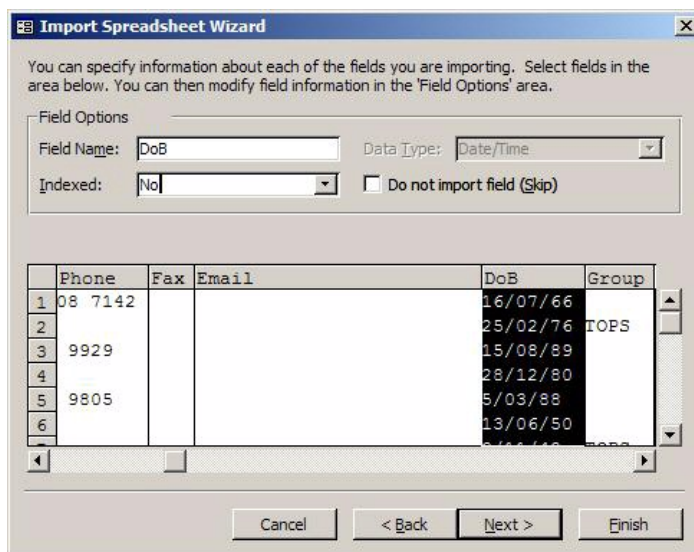 Import Spreadsheet Wizard
You can specify information about each of the fields you are importing. Select fields in the
area below. You can then modify field information in the 'Field Options' area.
Field Options
Field Name: DoB Data Type: Date/Time
Indexed: No Do not import field (Skip)
Phone Fax Email DoB Group
1 08 7142 16/07/66
2 25/02/76 TOPS
3 9929 15/08/89
4 28/12/80
5 9805 5/03/88
6 13/06/50
Cancel < Back Next > Finish